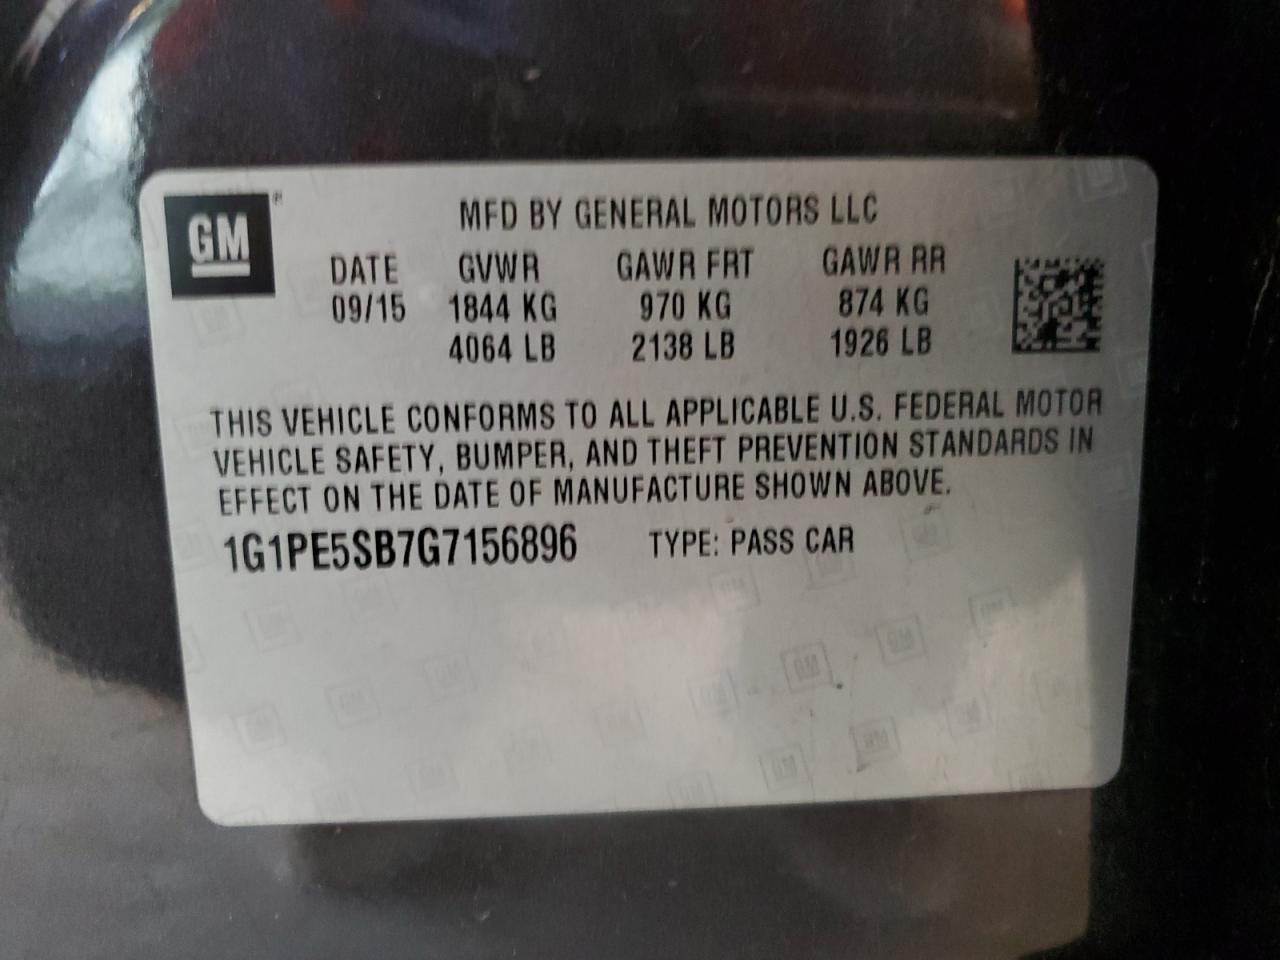 GM
MFD BY GENERAL MOTORS LLC
DATE GVWR GAWR FRT GAWR RR
09/15 1844 KG 970 KG 874 KG
4064 LB 2138 LB 1926 LB
THIS VEHICLE CONFORMS TO ALL APPLICABLE U.S. FEDERAL MOTOR
VEHICLE SAFETY, BUMPER, AND THEFT PREVENTION STANDARDS IN
EFFECT ON THE DATE OF MANUFACTURE SHOWN ABOVE.
1G1PE5SB7G7156896 TYPE: PASS CAR